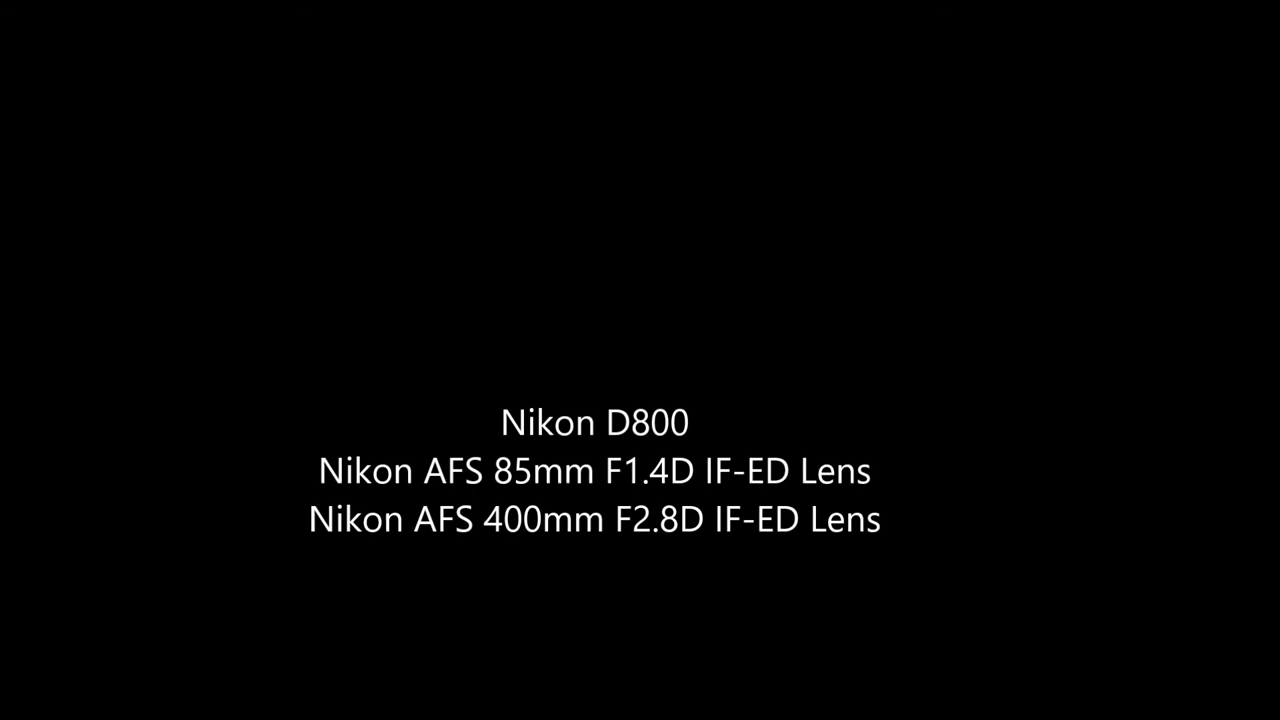 Nikon D800
Nikon AFS 85mm F1.4D IF-ED Lens
Nikon AFS 400mm F2.8D IF-ED Lens